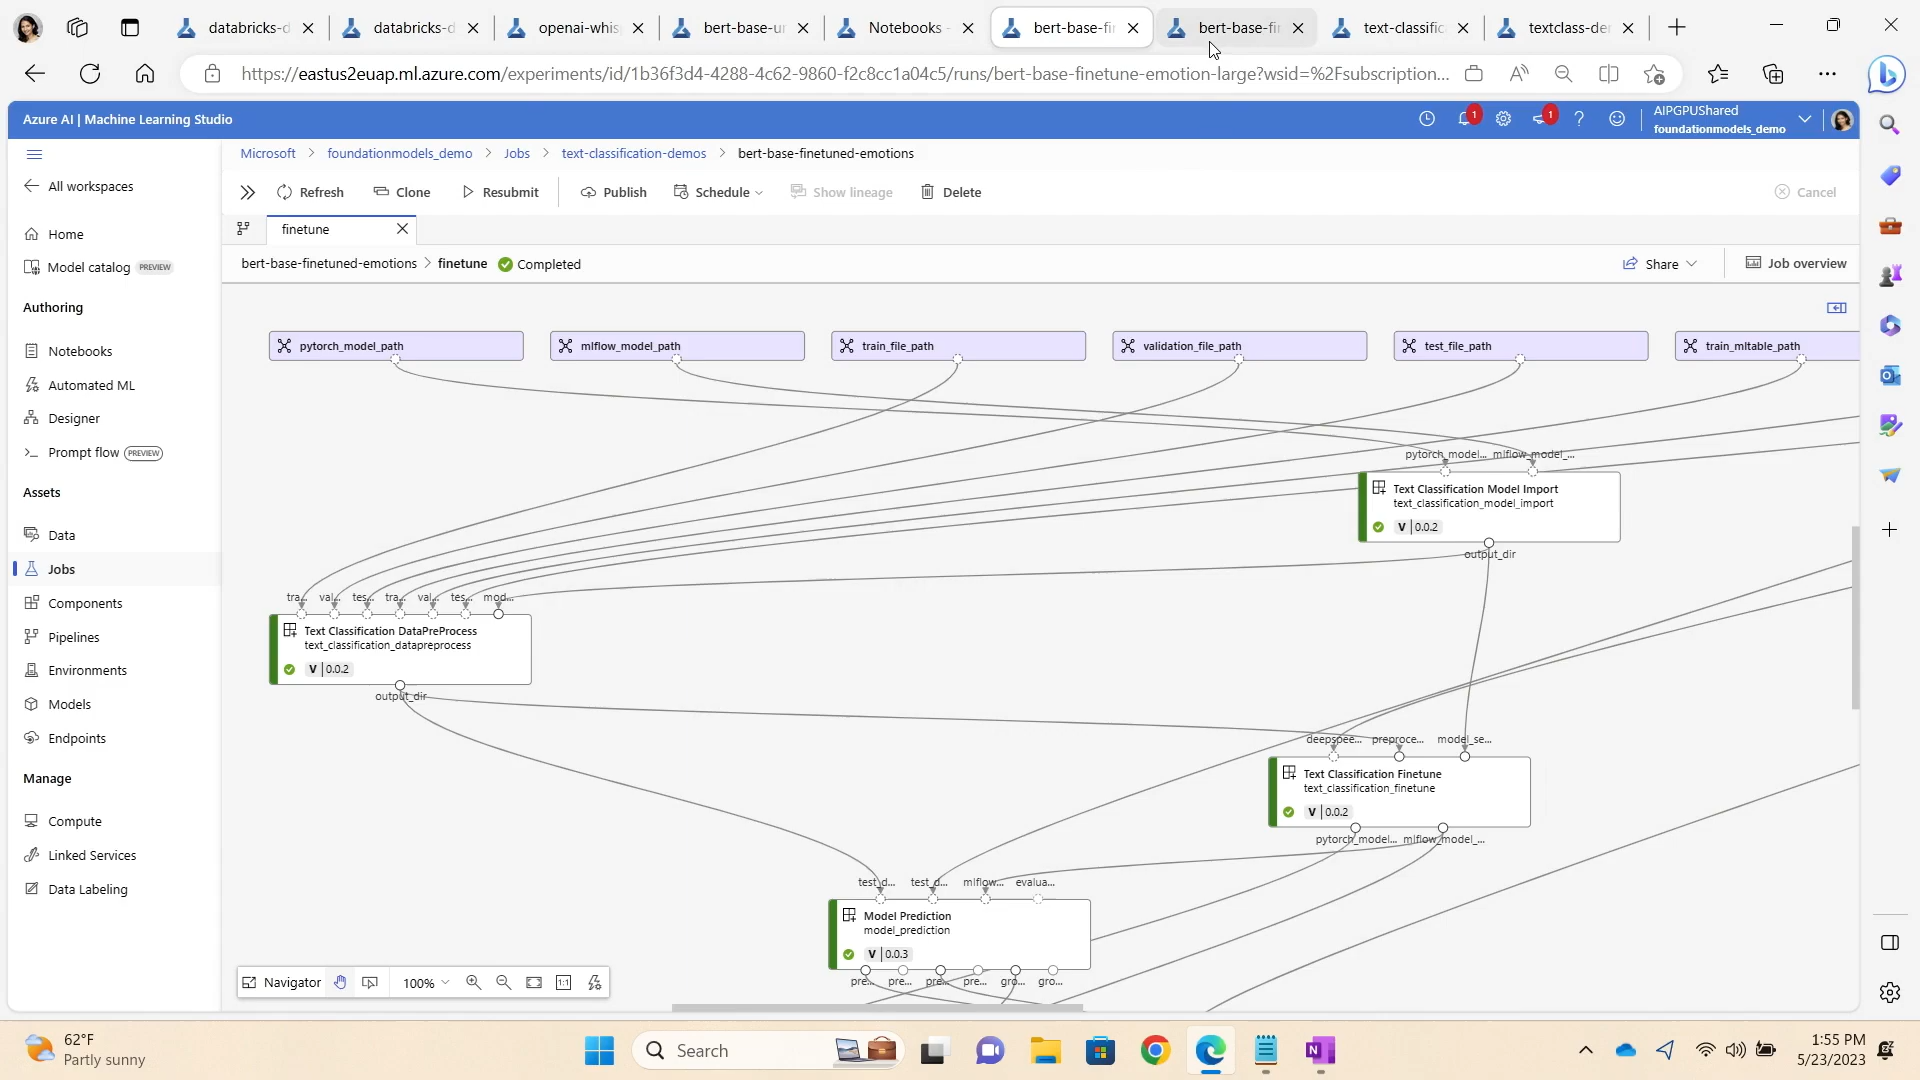 databricks-d
databricks-d
openai-whis
bert-base-un
Notebooks -
bert-base-fi
bert-base-fin
text-classific
textclass-der
https://eastus2euap.ml.azure.com/experiments/id/1b36f3d4-4288-4c62-9860-f2c8cc1a04c5/runs/bert-base-finetune-emotion-large?wsid=%2Fsubscription...
Azure AI | Machine Learning Studio
1
1
?
AIPGPUShared
foundationmodels_demo
All workspaces
Home
Model catalog PREVIEW
Authoring
Notebooks
Automated ML
Designer
Prompt flow PREVIEW
Assets
Data
Jobs
Components
Pipelines
Environments
Models
Endpoints
Manage
Compute
Linked Services
Data Labeling
Microsoft > foundationmodels_demo > Jobs > text-classification-demos > bert-base-finetuned-emotions
Refresh Clone Resubmit Publish Schedule Show lineage Delete Cancel
finetune
bert-base-finetuned-emotions > finetune Completed
Share Job overview
pytorch_model_path
mlflow_model_path
train_file_path
validation_file_path
test_file_path
train_mltable_path
pytorch_model... mlflow_model_...
Text Classification Model Import
text_classification_model_import
V | 0.0.2
output_dir
tra... val... tes... tra... val... tes... mod...
Text Classification DataPreProcess
text_classification_datapreprocess
V | 0.0.2
output_dir
deepspee... preproce... model_se...
Text Classification Finetune
text_classification_finetune
V | 0.0.2
pytorch_model... mlflow_model_...
test_d... test_d... mlflow... evalua...
Model Prediction
model_prediction
V | 0.0.3
pre... pre... pre... pre... gro... gro...
Navigator 100% 1:1
62°F
Partly sunny
Search
N
1:55 PM
5/23/2023